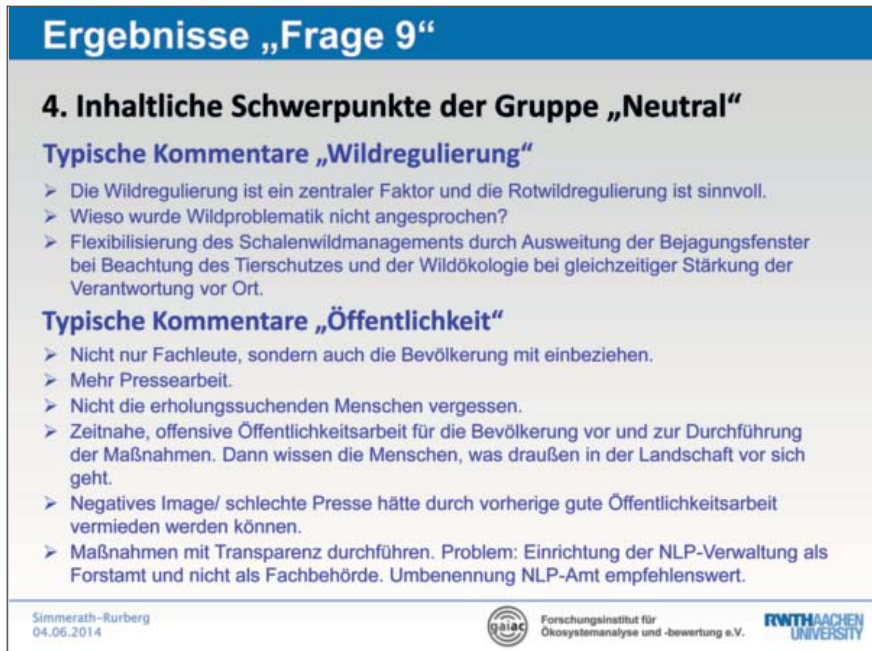 Ergebnisse „Frage 9“
4. Inhaltliche Schwerpunkte der Gruppe „Neutral“
Typische Kommentare „Wildregulierung“
➢ Die Wildregulierung ist ein zentraler Faktor und die Rotwildregulierung ist sinnvoll.
➢ Wieso wurde Wildproblematik nicht angesprochen?
➢ Flexibilisierung des Schalenwildmanagements durch Ausweitung der Bejagungsfenster
bei Beachtung des Tierschutzes und der Wildökologie bei gleichzeitiger Stärkung der
Verantwortung vor Ort.
Typische Kommentare „Öffentlichkeit“
➢ Nicht nur Fachleute, sondern auch die Bevölkerung mit einbeziehen.
➢ Mehr Pressearbeit.
➢ Nicht die erholungssuchenden Menschen vergessen.
➢ Zeitnahe, offensive Öffentlichkeitsarbeit für die Bevölkerung vor und zur Durchführung
der Maßnahmen. Dann wissen die Menschen, was draußen in der Landschaft vor sich
geht.
➢ Negatives Image/ schlechte Presse hätte durch vorherige gute Öffentlichkeitsarbeit
vermieden werden können.
➢ Maßnahmen mit Transparenz durchführen. Problem: Einrichtung der NLP-Verwaltung als
Forstamt und nicht als Fachbehörde. Umbenennung NLP-Amt empfehlenswert.
Simmerath-Rurberg
04.06.2014
gaiac
Forschungsinstitut für
Ökosystemanalyse und -bewertung e.V.
RWTHAACHEN
UNIVERSITY